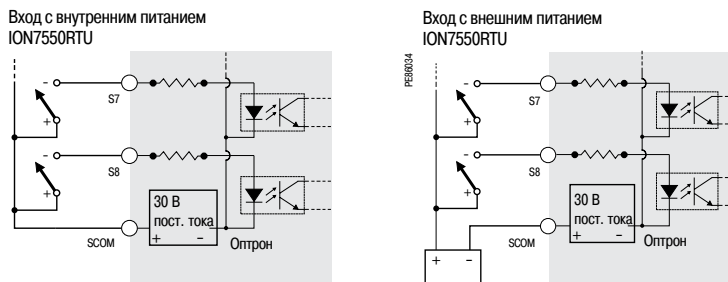 Вход с внутренним питанием
ION7550RTU
-
S7
+
-
S8
+
30 В
пост. тока
+ -
SCOM
Оптрон
Вход с внешним питанием
ION7550RTU
PE86034
-
S7
+
-
S8
+
30 В
пост. тока
+ -
SCOM
Оптрон
+ -